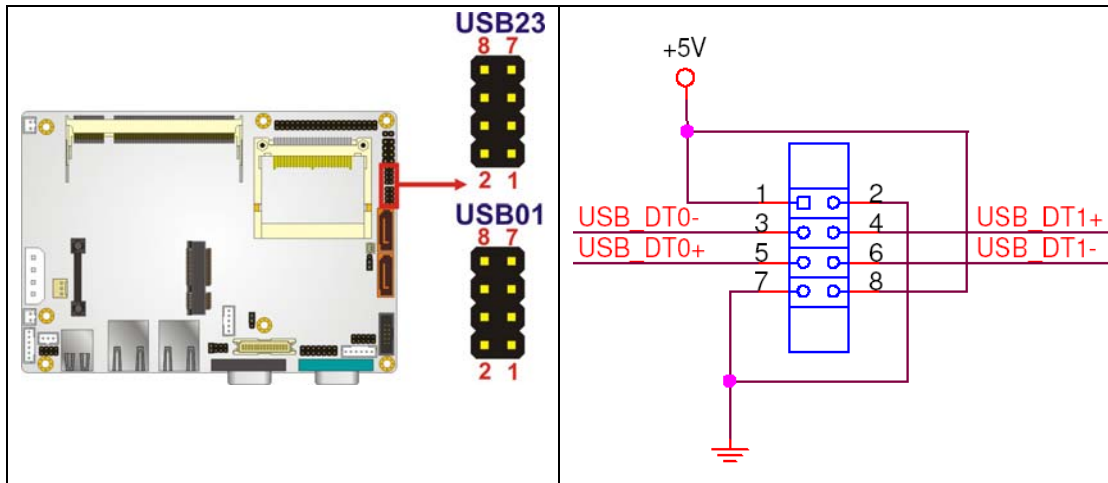 USB23
8 7
2 1
USB01
8 7
2 1
+5V
1 2
USB_DT0- 3 4 USB_DT1+
USB_DT0+ 5 6 USB_DT1-
7 8